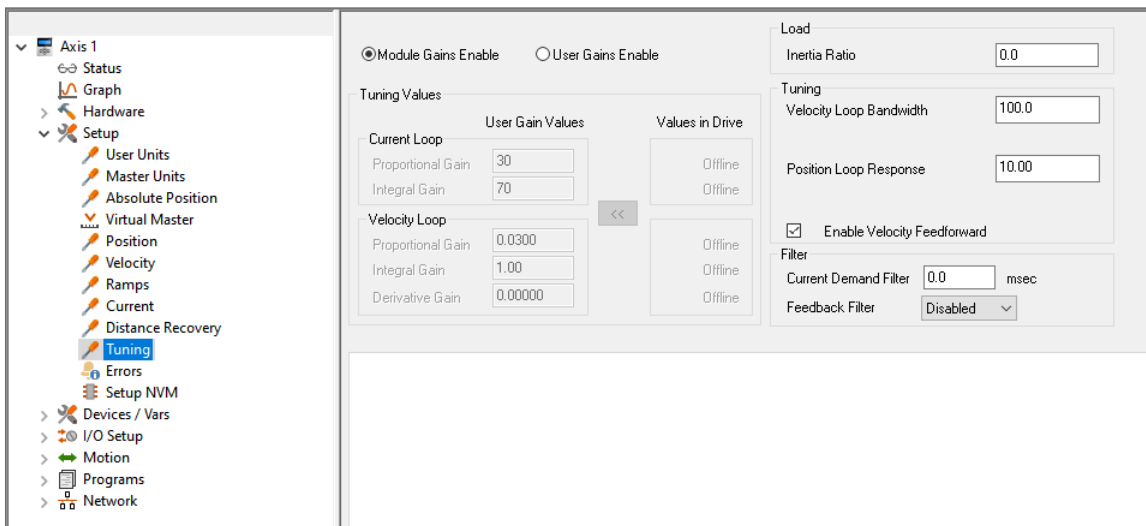 Axis 1
Status
Graph
Hardware
Setup
User Units
Master Units
Absolute Position
Virtual Master
Position
Velocity
Ramps
Current
Distance Recovery
Tuning
Errors
Setup NVM
Devices / Vars
I/O Setup
Motion
Programs
Network
Module Gains Enable User Gains Enable
Tuning Values
User Gain Values Values in Drive
Current Loop
Proportional Gain 30 Offline
Integral Gain 70 Offline
<<
Velocity Loop
Proportional Gain 0.0300 Offline
Integral Gain 1.00 Offline
Derivative Gain 0.00000 Offline
Load
Inertia Ratio 0.0
Tuning
Velocity Loop Bandwidth 100.0
Position Loop Response 10.00
Enable Velocity Feedforward
Filter
Current Demand Filter 0.0 msec
Feedback Filter Disabled